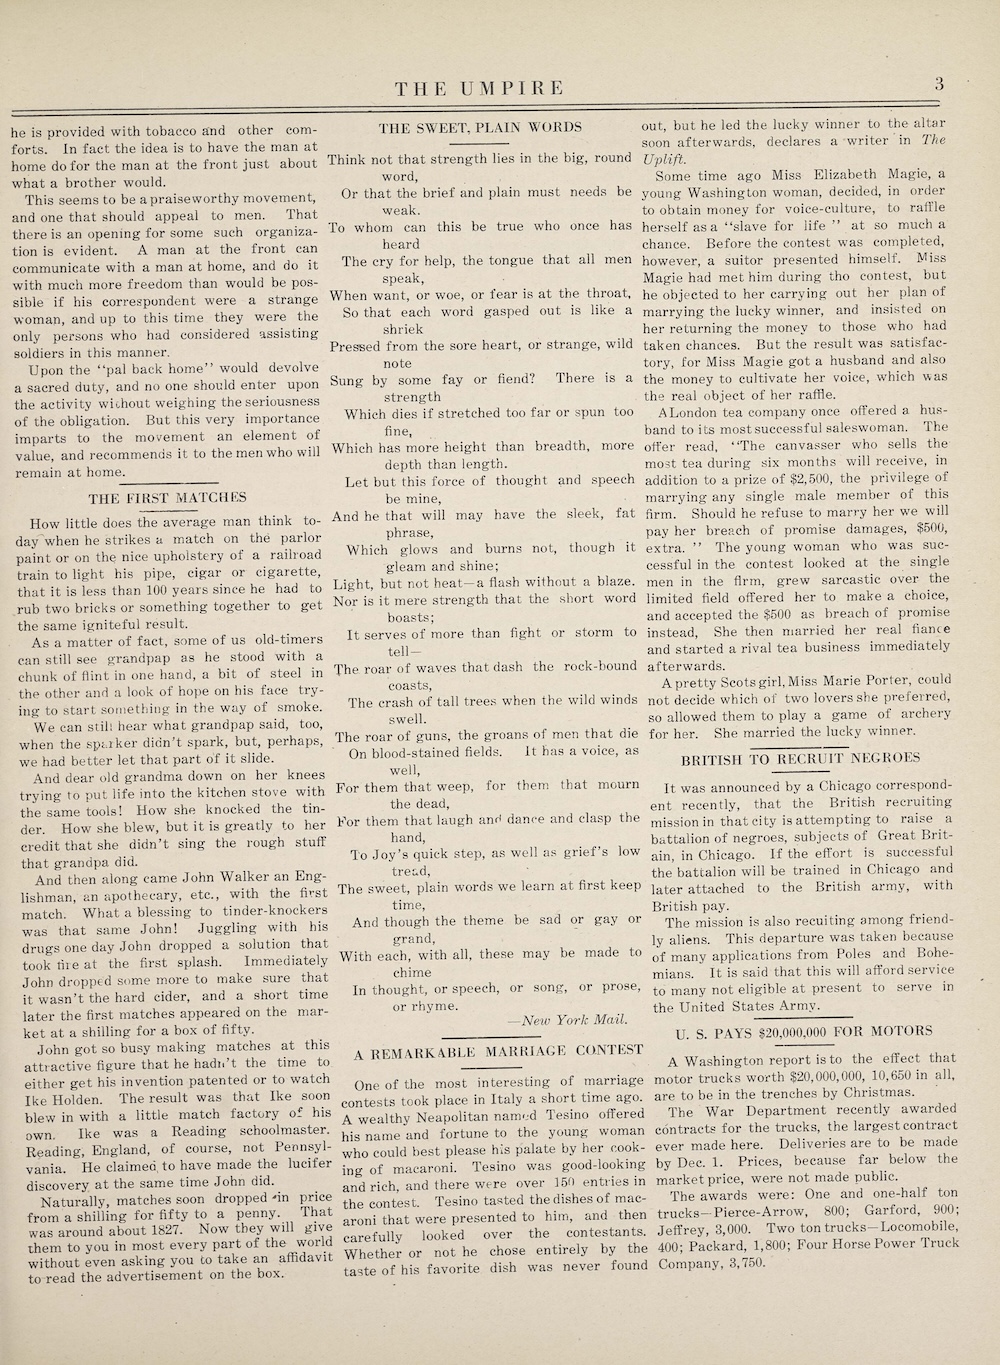 THE UMPIRE
3
he is provided with tobacco and other com-
forts. In fact the idea is to have the man at
home do for the man at the front just about
what a brother would.
This seems to be a praiseworthy movement,
and one that should appeal to men. That
there is an opening for some such organiza-
tion is evident. A man at the front can
communicate with a man at home, and do it
with much more freedom than would be pos-
sible if his correspondent were a strange
woman, and up to this time they were the
only persons who had considered assisting
soldiers in this manner.
Upon the "pal back home" would devolve
a sacred duty, and no one should enter upon
the activity without weighing the seriousness
of the obligation. But this very importance
imparts to the movement an element of
value, and recommends it to the men who will
remain at home.
THE FIRST MATCHES
How little does the average man think to-
day when he strikes a match on the parlor
paint or on the nice upholstery of a railroad
train to light his pipe, cigar or cigarette,
that it is less than 100 years since he had to
rub two bricks or something together to get
the same igniteful result.
As a matter of fact, some of us old-timers
can still see grandpap as he stood with a
chunk of flint in one hand, a bit of steel in
the other and a look of hope on his face try-
ing to start something in the way of smoke.
We can still hear what grandpap said, too,
when the sparker didn't spark, but, perhaps,
we had better let that part of it slide.
And dear old grandma down on her knees
trying to put life into the kitchen stove with
the same tools! How she knocked the tin-
der. How she blew, but it is greatly to her
credit that she didn't sing the rough stuff
that grandpa did.
And then along came John Walker an Eng-
lishman, an apothecary, etc., with the first
match. What a blessing to tinder-knockers
was that same John! Juggling with his
drugs one day John dropped a solution that
took fire at the first splash. Immediately
John dropped some more to make sure that
it wasn't the hard cider, and a short time
later the first matches appeared on the mar-
ket at a shilling for a box of fifty.
John got so busy making matches at this
attractive figure that he hadn't the time to
either get his invention patented or to watch
Ike Holden. The result was that Ike soon
blew in with a little match factory of his
own. Ike was a Reading schoolmaster.
Reading, England, of course, not Pennsyl-
vania. He claimed to have made the lucifer
discovery at the same time John did.
Naturally, matches soon dropped in price
from a shilling for fifty to a penny. That
was around about 1827. Now they will give
them to you in most every part of the world
without even asking you to take an affidavit
to read the advertisement on the box.
THE SWEET, PLAIN WORDS
Think not that strength lies in the big, round
word,
Or that the brief and plain must needs be
weak.
To whom can this be true who once has
heard
The cry for help, the tongue that all men
speak,
When want, or woe, or fear is at the throat,
So that each word gasped out is like a
shriek
Pressed from the sore heart, or strange, wild
note
Sung by some fay or fiend? There is a
strength
Which dies if stretched too far or spun too
fine,
Which has more height than breadth, more
depth than length.
Let but this force of thought and speech
be mine,
And he that will may have the sleek, fat
phrase,
Which glows and burns not, though it
gleam and shine;
Light, but not heat—a flash without a blaze.
Nor is it mere strength that the short word
boasts;
It serves of more than fight or storm to
tell—
The roar of waves that dash the rock-bound
coasts,
The crash of tall trees when the wild winds
swell.
The roar of guns, the groans of men that die
On blood-stained fields. It has a voice, as
well,
For them that weep, for them that mourn
the dead,
For them that laugh and dance and clasp the
hand,
To Joy's quick step, as well as grief's low
tread,
The sweet, plain words we learn at first keep
time,
And though the theme be sad or gay or
grand,
With each, with all, these may be made to
chime
In thought, or speech, or song, or prose,
or rhyme.
—New York Mail.
A REMARKABLE MARRIAGE CONTEST
One of the most interesting of marriage
contests took place in Italy a short time ago.
A wealthy Neapolitan named Tesino offered
his name and fortune to the young woman
who could best please his palate by her cook-
ing of macaroni. Tesino was good-looking
and rich, and there were over 150 entries in
the contest. Tesino tasted the dishes of mac-
aroni that were presented to him, and then
carefully looked over the contestants.
Whether or not he chose entirely by the
taste of his favorite dish was never found
out, but he led the lucky winner to the altar
soon afterwards, declares a writer in The
Uplift.
Some time ago Miss Elizabeth Magie, a
young Washington woman, decided, in order
to obtain money for voice-culture, to raffle
herself as a "slave for life " at so much a
chance. Before the contest was completed,
however, a suitor presented himself. Miss
Magie had met him during tho contest, but
he objected to her carrying out her plan of
marrying the lucky winner, and insisted on
her returning the money to those who had
taken chances. But the result was satisfac-
tory, for Miss Magie got a husband and also
the money to cultivate her voice, which was
the real object of her raffle.
A London tea company once offered a hus-
band to its most successful saleswoman. The
offer read, "The canvasser who sells the
most tea during six months will receive, in
addition to a prize of $2,500, the privilege of
marrying any single male member of this
firm. Should he refuse to marry her we will
pay her breach of promise damages, $500,
extra. " The young woman who was suc-
cessful in the contest looked at the single
men in the firm, grew sarcastic over the
limited field offered her to make a choice,
and accepted the $500 as breach of promise
instead, She then married her real fiance
and started a rival tea business immediately
afterwards.
A pretty Scots girl, Miss Marie Porter, could
not decide which of two lovers she preferred,
so allowed them to play a game of archery
for her. She married the lucky winner.
BRITISH TO RECRUIT NEGROES
It was announced by a Chicago correspond-
ent recently, that the British recruiting
mission in that city is attempting to raise a
battalion of negroes, subjects of Great Brit-
ain, in Chicago. If the effort is successful
the battalion will be trained in Chicago and
later attached to the British army, with
British pay.
The mission is also recuiting among friend-
ly aliens. This departure was taken because
of many applications from Poles and Bohe-
mians. It is said that this will afford service
to many not eligible at present to serve in
the United States Army.
U. S. PAYS $20,000,000 FOR MOTORS
A Washington report is to the effect that
motor trucks worth $20,000,000, 10,650 in all,
are to be in the trenches by Christmas.
The War Department recently awarded
contracts for the trucks, the largest contract
ever made here. Deliveries are to be made
by Dec. 1. Prices, because far below the
market price, were not made public.
The awards were: One and one-half ton
trucks—Pierce-Arrow, 800; Garford, 900;
Jeffrey, 3,000. Two ton trucks—Locomobile,
400; Packard, 1,800; Four Horse Power Truck
Company, 3,750.